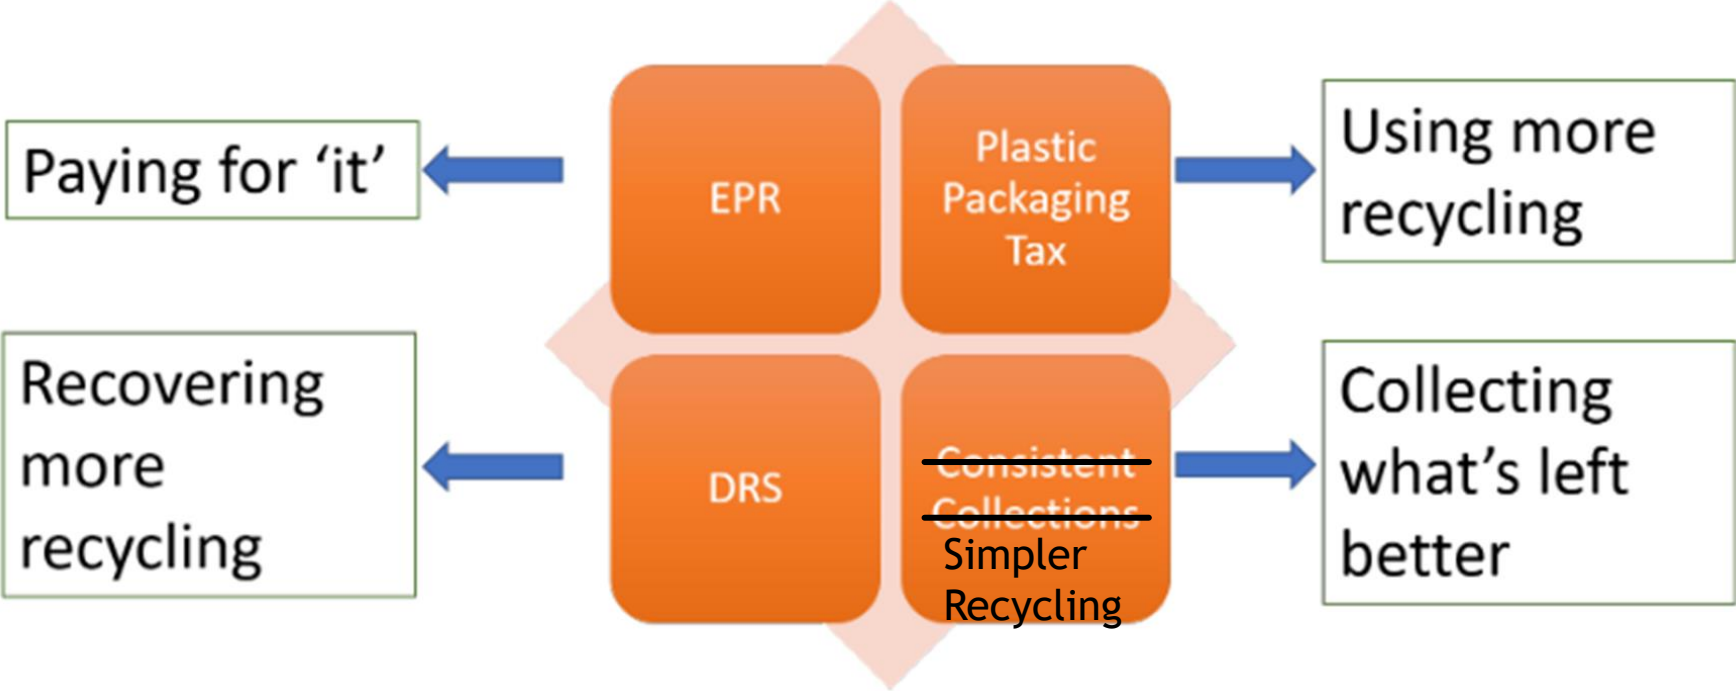 Paying for ‘it’
EPR
Plastic
Packaging
Tax
Using more
recycling
Recovering
more
recycling
DRS
Consistent
Collections
Simpler
Recycling
Collecting
what’s left
better